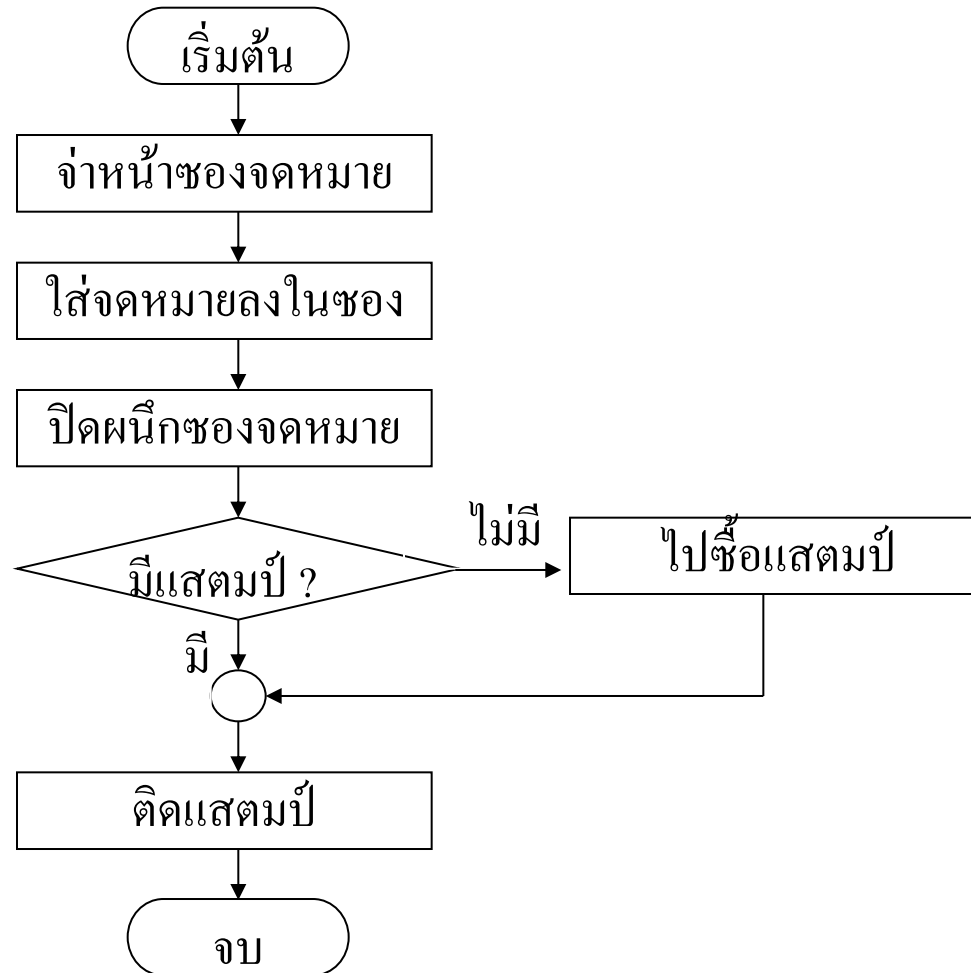 เริ่มต้น
จ่าหน้าซองจดหมาย
ใส่จดหมายลงในซอง
ปิดผนึกซองจดหมาย
มีแสตมป์ ?
ไม่มี
ไปซื้อแสตมป์
มี
ติดแสตมป์
จบ